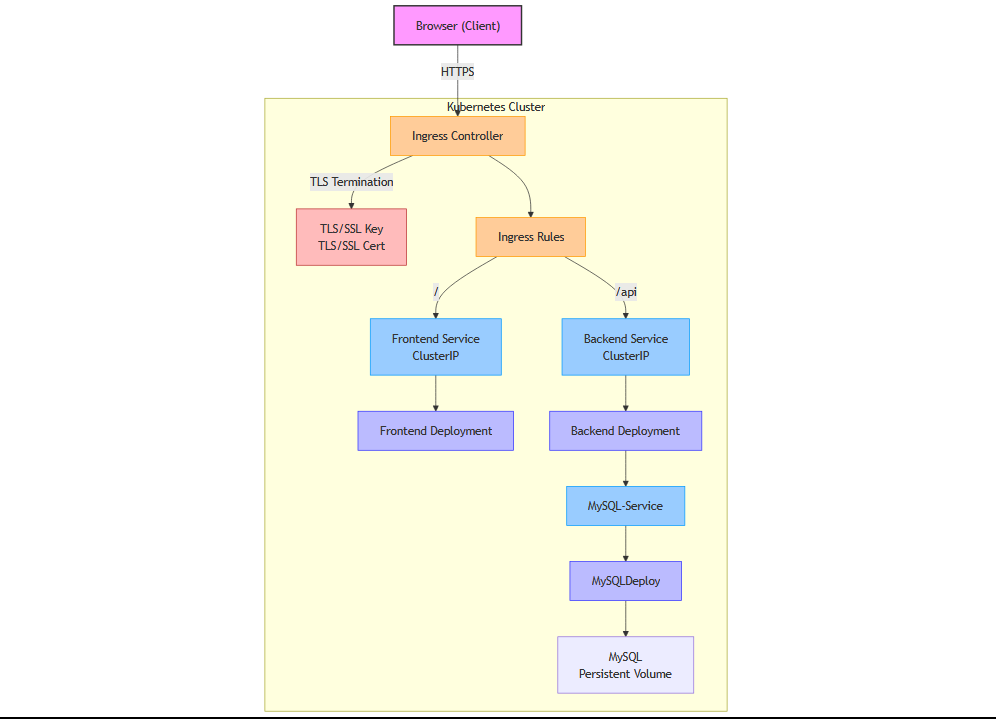 Browser (Client)
HTTPS
Kubernetes Cluster
Ingress Controller
TLS Termination
TLS/SSL Key
TLS/SSL Cert
Ingress Rules
/
/api
Frontend Service
ClusterIP
Backend Service
ClusterIP
Frontend Deployment
Backend Deployment
MySQL-Service
MySQLDeploy
MySQL
Persistent Volume